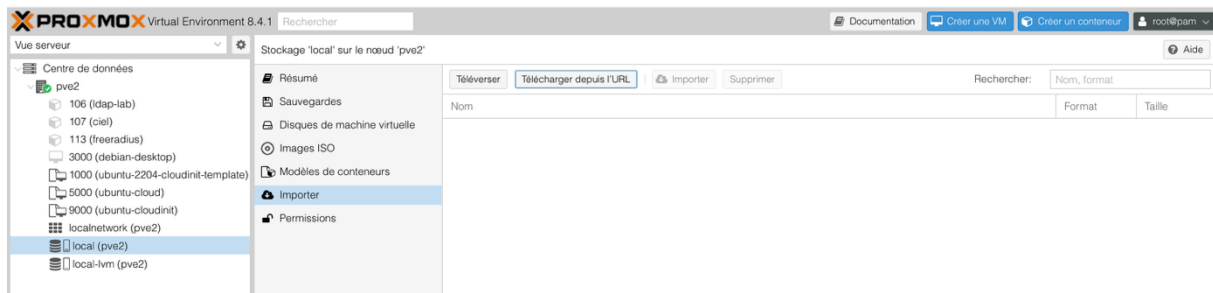 PROXMOX Virtual Environment 8.4.1 Rechercher Documentation Créer une VM Créer un conteneur root@pam
Vue serveur
Centre de données
pve2
106 (ldap-lab)
107 (ciel)
113 (freeradius)
3000 (debian-desktop)
1000 (ubuntu-2204-cloudinit-template)
5000 (ubuntu-cloud)
9000 (ubuntu-cloudinit)
localnetwork (pve2)
local (pve2)
local-lvm (pve2)
Stockage 'local' sur le nœud 'pve2' Aide
Résumé
Sauvegardes
Disques de machine virtuelle
Images ISO
Modèles de conteneurs
Importer
Permissions
Téléverser Télécharger depuis l'URL Importer Supprimer Rechercher: Nom, format
Nom Format Taille